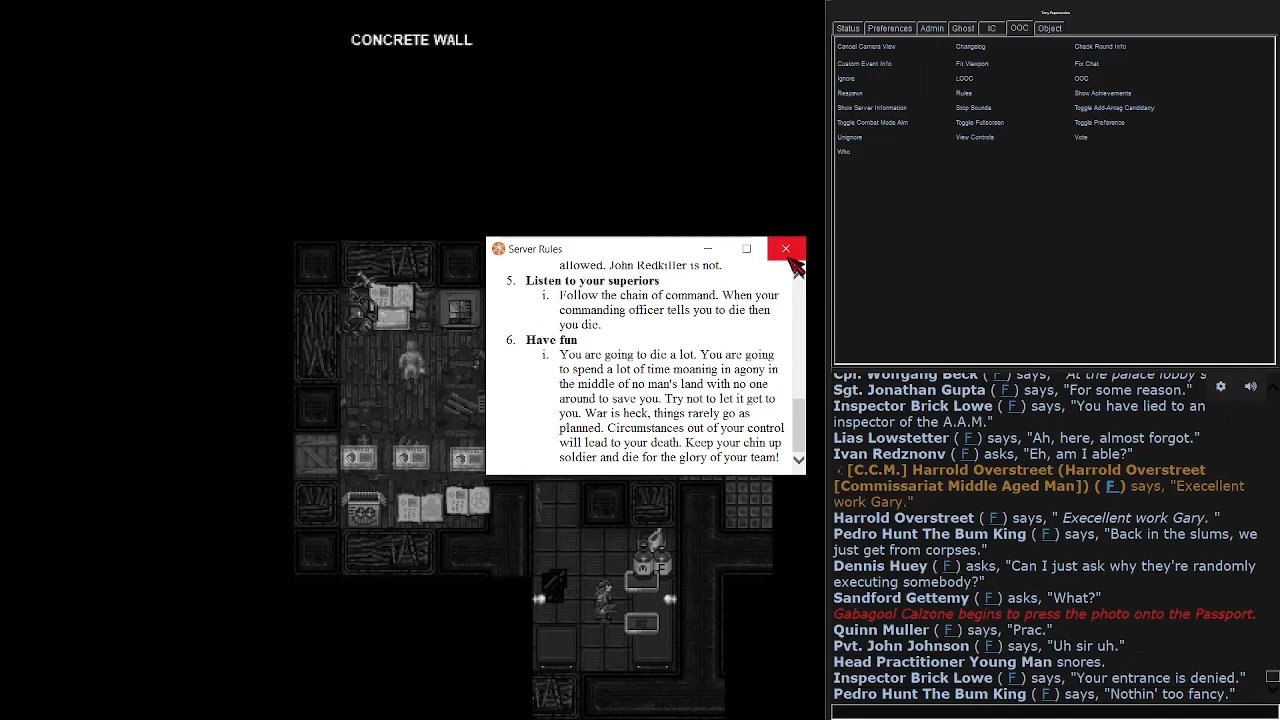 CONCRETE WALL
Status Preferences Admin Ghost IC OOC Object
Cancel Camera View Changelog Check Round Info
Custom Event Info Fit Viewport Fix Chat
Ignore LOOC OOC
Respawn Rules Show Achievements
Show Server Information Stop Sounds Toggle Add-Antag Candidacy
Toggle Combat Mode Aim Toggle Fullscreen Toggle Preference
Unignore View Controls Vote
Who
Server Rules
allowed. John Redkiller is not.
5. Listen to your superiors
i. Follow the chain of command. When your
commanding officer tells you to die then
you die.
6. Have fun
i. You are going to die a lot. You are going
to spend a lot of time moaning in agony in
the middle of no man's land with no one
around to save you. Try not to let it get to
you. War is heck, things rarely go as
planned. Circumstances out of your control
will lead to your death. Keep your chin up
soldier and die for the glory of your team!
Cpl. Wolfgang Beck ( F ) says, "At the palace lobby's
Sgt. Jonathan Gupta ( F ) says, "For some reason."
Inspector Brick Lowe ( F ) says, "You have lied to an
inspector of the A.A.M."
Lias Lowstetter ( F ) says, "Ah, here, almost forgot."
Ivan Redznonv ( F ) asks, "Eh, am I able?"
[C.C.M.] Harrold Overstreet (Harrold Overstreet
[Commissariat Middle Aged Man]) ( F ) says, "Execellent
work Gary."
Harrold Overstreet ( F ) says, " Execellent work Gary. "
Pedro Hunt The Bum King ( F ) says, "Back in the slums, we
just get from corpses."
Dennis Huey ( F ) asks, "Can I just ask why they're randomly
executing somebody?"
Sandford Gettemy ( F ) asks, "What?"
Gabagool Calzone begins to press the photo onto the Passport.
Quinn Muller ( F ) says, "Prac."
Pvt. John Johnson ( F ) says, "Uh sir uh."
Head Practitioner Young Man snores.
Inspector Brick Lowe ( F ) says, "Your entrance is denied."
Pedro Hunt The Bum King ( F ) says, "Nothin' too fancy."